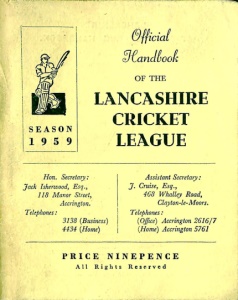 Official
Handbook
OF THE
LANCASHIRE
CRICKET
LEAGUE
SEASON
1959
Hon. Secretary:
Jack Isherwood, Esq.,
118 Manor Street,
Accrington.
Telephones:
3138 (Business)
4434 (Home)
Assistant Secretary:
J. Cruise, Esq.,
468 Whalley Road,
Clayton-le-Moors.
Telephones:
(Office) Accrington 2616/7
(Home) Accrington 5761
PRICE NINEPENCE
All Rights Reserved